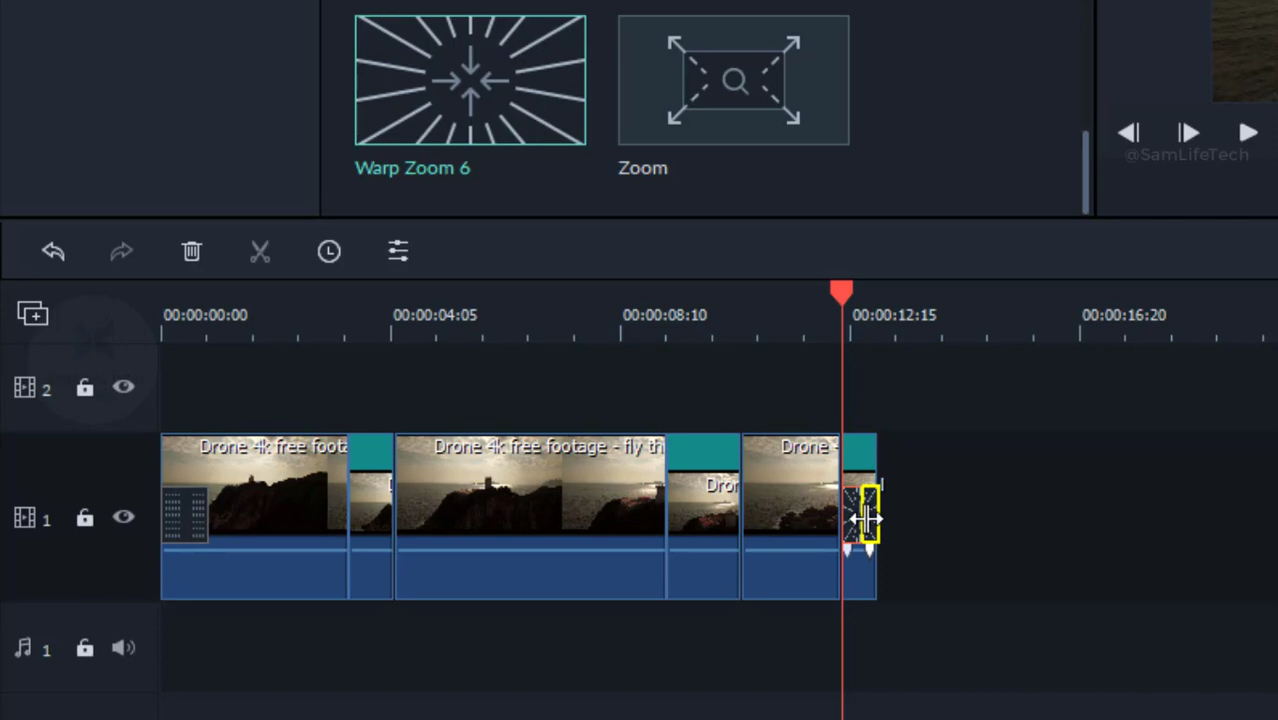 Warp Zoom 6
Zoom
@SamLifeTech
00:00:00:00
00:00:04:05
00:00:08:10
00:00:12:15
00:00:16:20
2
Drone 4k free foota
Drone 4k free footage - fly th
Drone
Dron
1
1